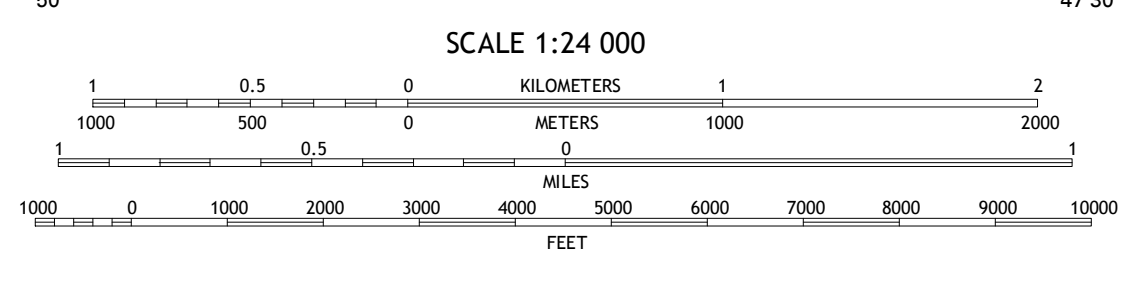 50 47'30
SCALE 1:24 000
1 0.5 0 KILOMETERS 1 2
1000 500 0 METERS 1000 2000
1 0.5 0 1
MILES
1000 0 1000 2000 3000 4000 5000 6000 7000 8000 9000 10000
FEET